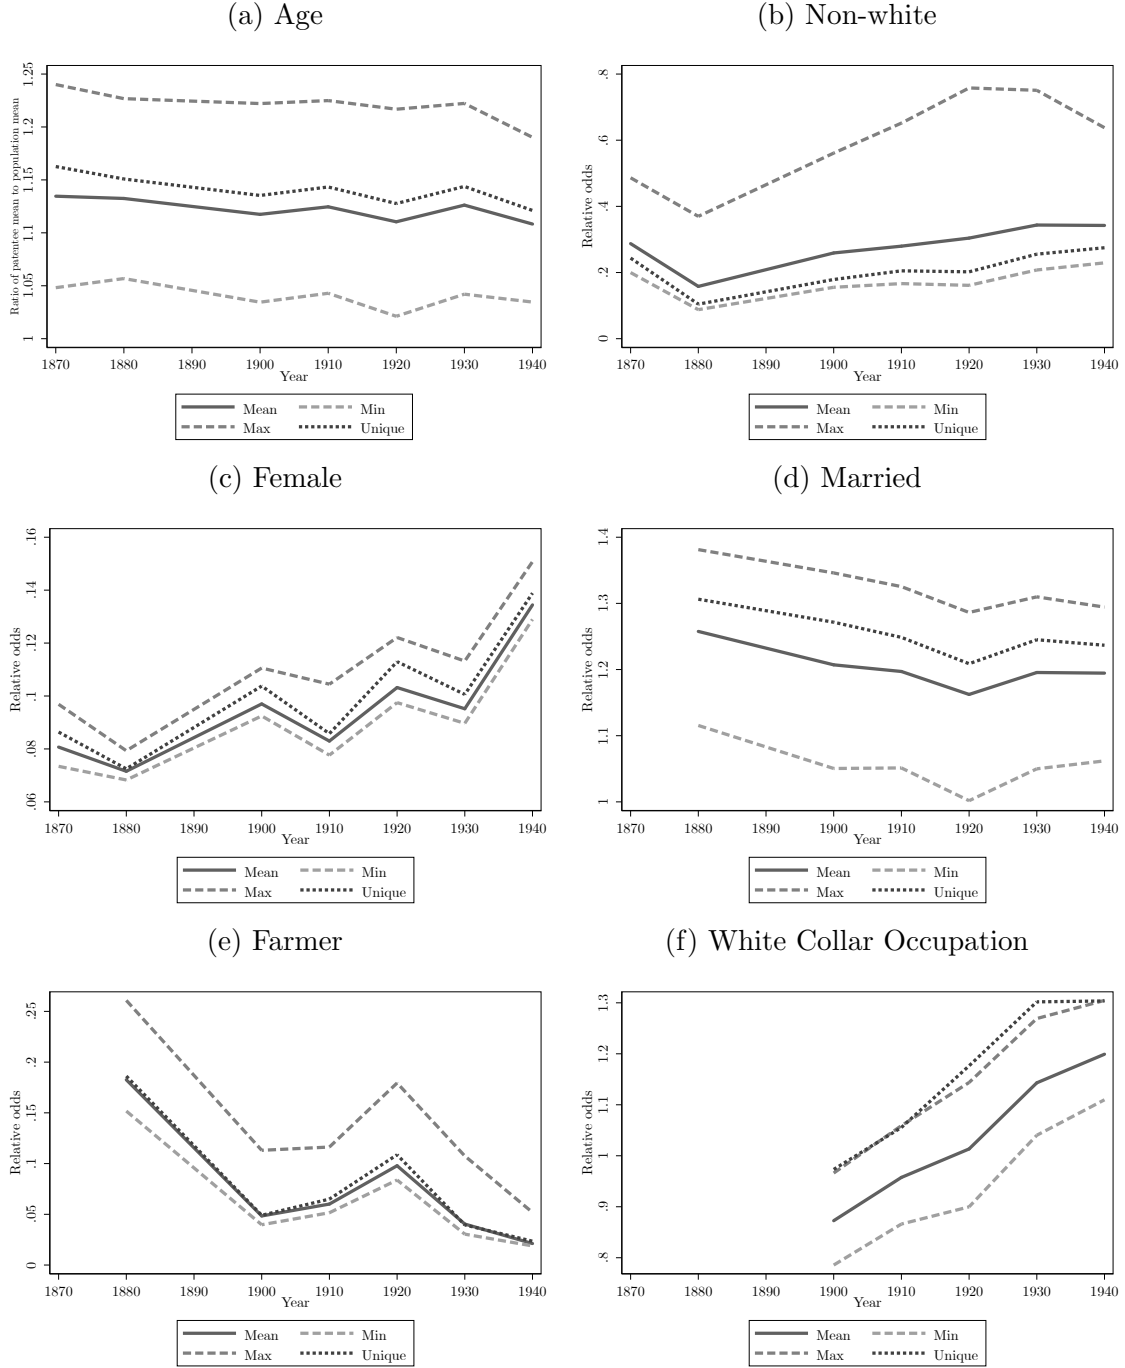 (a) Age
(b) Non-white
Ratio of patentee mean to population mean
1 1.05 1.1 1.15 1.2 1.25
1870 1880 1890 1900 1910 1920 1930 1940
Year
Mean Min
Max Unique
Relative odds
0 .2 .4 .6 .8
1870 1880 1890 1900 1910 1920 1930 1940
Year
Mean Min
Max Unique
(c) Female
(d) Married
Relative odds
.06 .08 .1 .12 .14 .16
1870 1880 1890 1900 1910 1920 1930 1940
Year
Mean Min
Max Unique
Relative odds
1 1.1 1.2 1.3 1.4
1870 1880 1890 1900 1910 1920 1930 1940
Year
Mean Min
Max Unique
(e) Farmer
(f) White Collar Occupation
Relative odds
0 .05 .1 .15 .2 .25
1870 1880 1890 1900 1910 1920 1930 1940
Year
Mean Min
Max Unique
Relative odds
.8 .9 1 1.1 1.2 1.3
1870 1880 1890 1900 1910 1920 1930 1940
Year
Mean Min
Max Unique